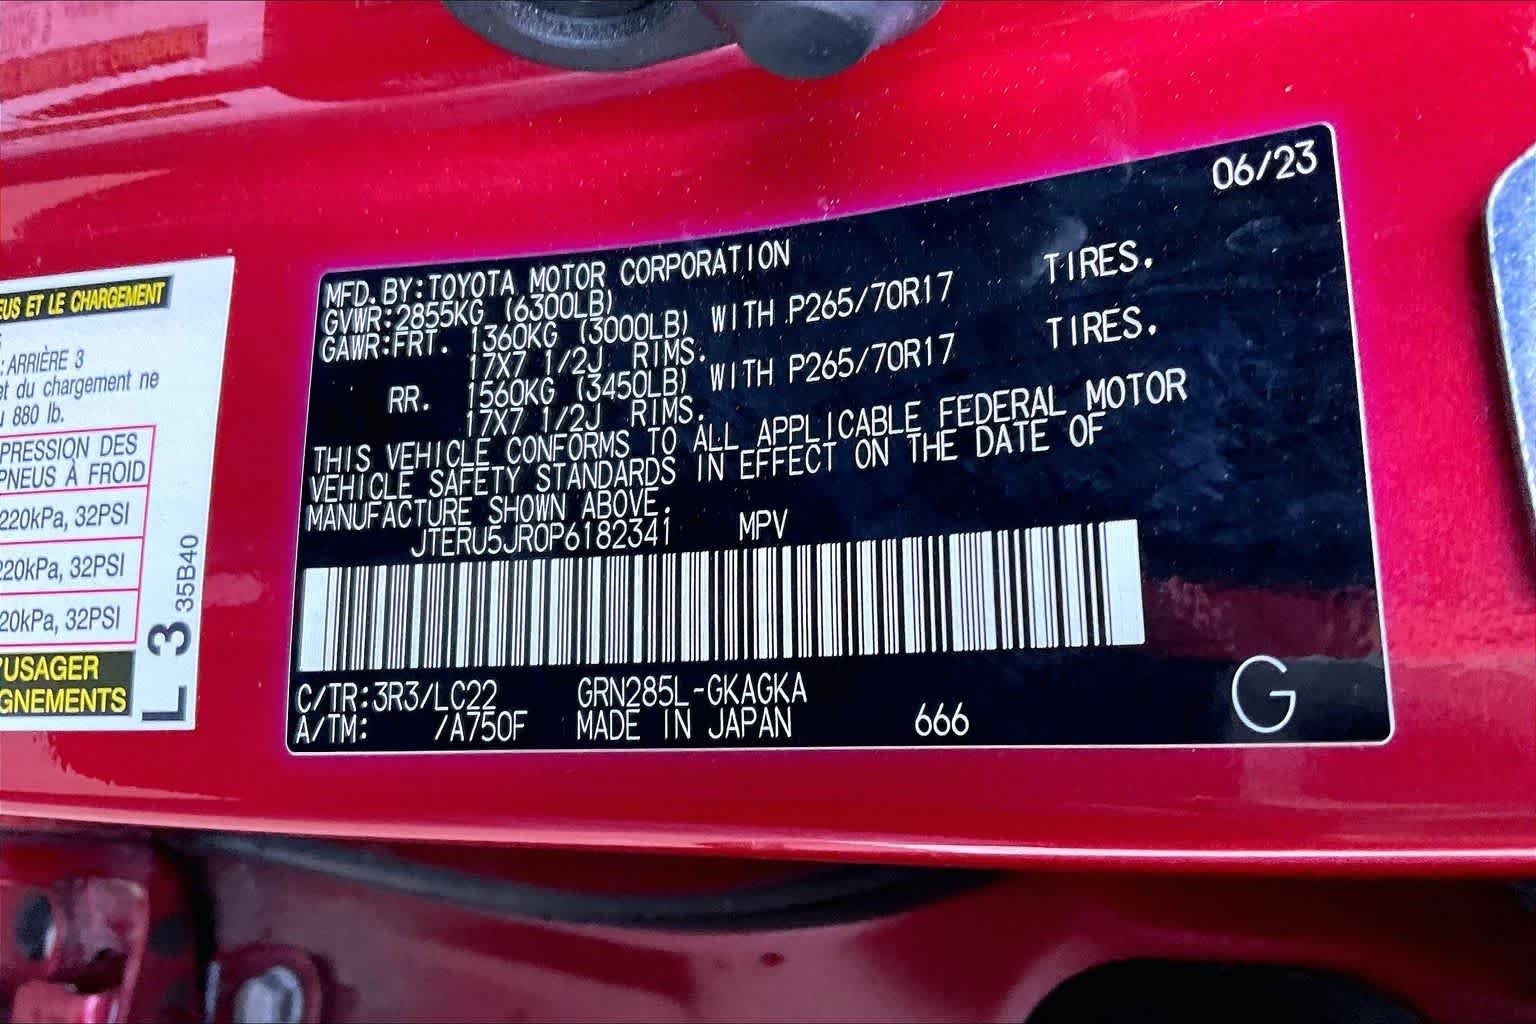 EUS ET LE CHARGEMENT
: ARRIÈRE 3
et du chargement ne
880 lb.
PRESSION DES
PNEUS À FROID
220kPa, 32PSI
220kPa, 32PSI
20kPa, 32PSI
'USAGER
GNEMENTS
L 3 35B40
06/23
MFD.BY:TOYOTA MOTOR CORPORATION
GVWR:2855KG (6300LB)
GAWR:FRT. 1360KG (3000LB) WITH P265/70R17 TIRES.
17X7 1/2J RIMS.
RR. 1560KG (3450LB) WITH P265/70R17 TIRES.
17X7 1/2J RIMS.
THIS VEHICLE CONFORMS TO ALL APPLICABLE FEDERAL MOTOR
VEHICLE SAFETY STANDARDS IN EFFECT ON THE DATE OF
MANUFACTURE SHOWN ABOVE.
JTERU5JR0P6182341 MPV
C/TR:3R3/LC22 GRN285L-GKAGKA
A/TM: /A750F MADE IN JAPAN 666 G